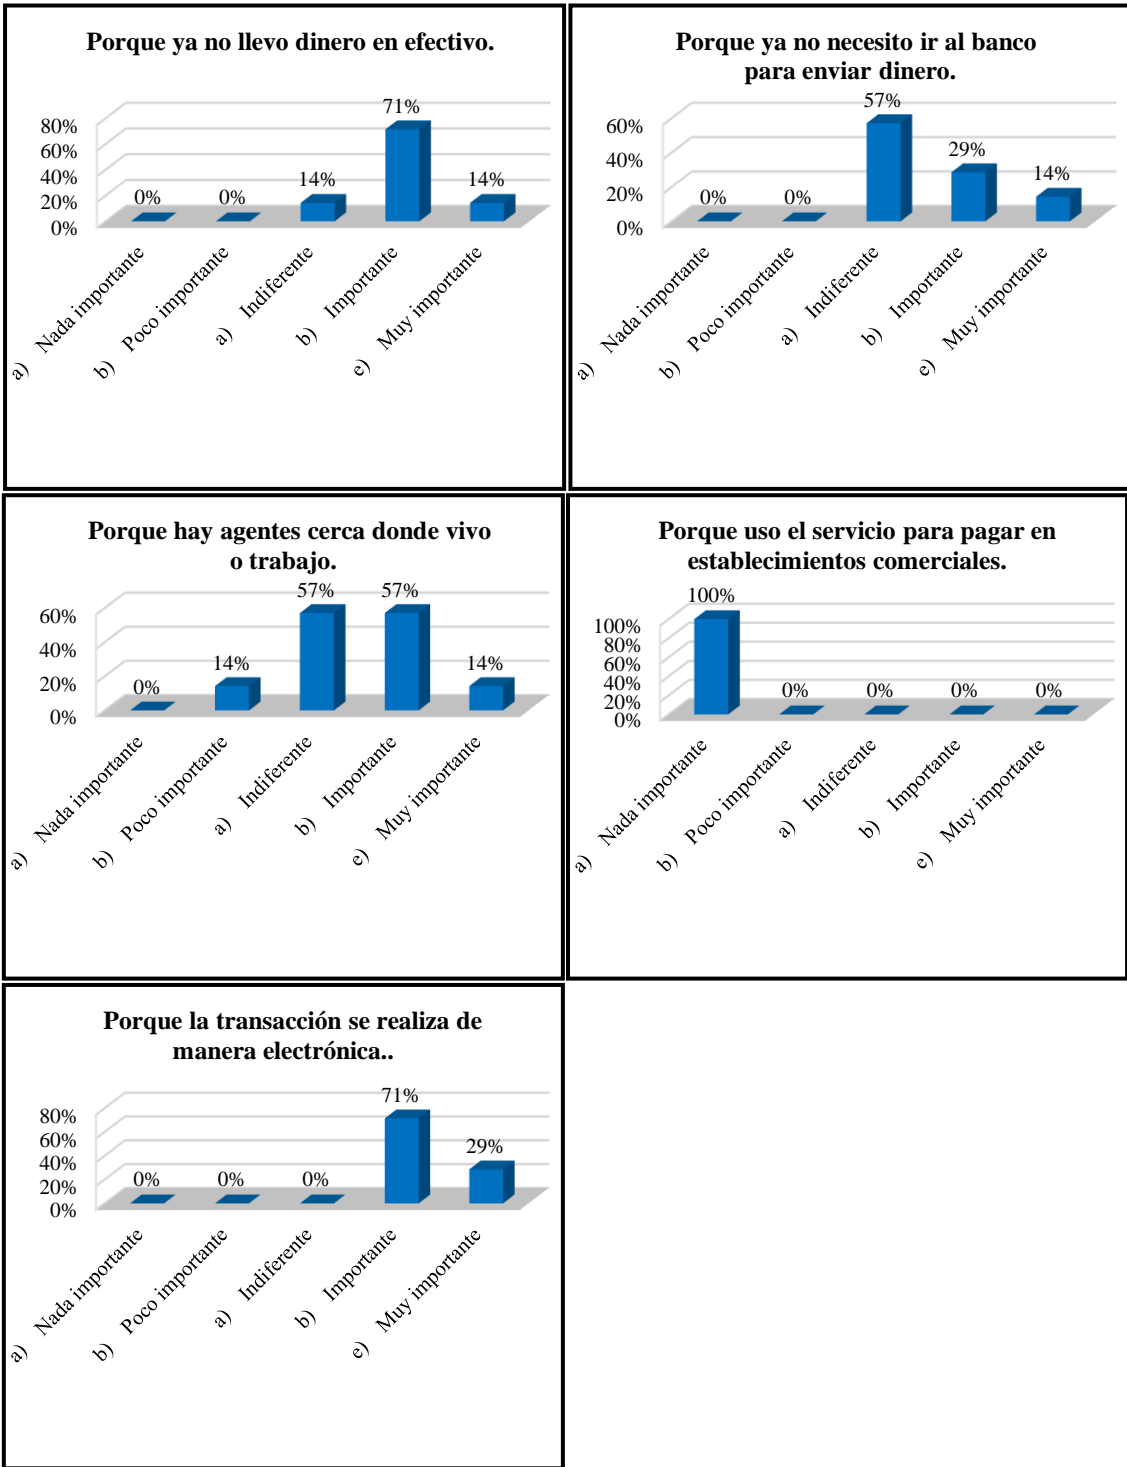 Porque ya no llevo dinero en efectivo.
80%
60%
40%
20%
0%
0%
0%
14%
71%
14%
a) Nada importante
b) Poco importante
a) Indiferente
b) Importante
e) Muy importante
Porque ya no necesito ir al banco
para enviar dinero.
60%
40%
20%
0%
0%
0%
57%
29%
14%
a) Nada importante
b) Poco importante
a) Indiferente
b) Importante
e) Muy importante
Porque hay agentes cerca donde vivo
o trabajo.
60%
40%
20%
0%
0%
14%
57%
57%
14%
a) Nada importante
b) Poco importante
a) Indiferente
b) Importante
e) Muy importante
Porque uso el servicio para pagar en
establecimientos comerciales.
100%
80%
60%
40%
20%
0%
100%
0%
0%
0%
0%
a) Nada importante
b) Poco importante
a) Indiferente
b) Importante
e) Muy importante
Porque la transacción se realiza de
manera electrónica..
80%
60%
40%
20%
0%
0%
0%
0%
71%
29%
a) Nada importante
b) Poco importante
a) Indiferente
b) Importante
e) Muy importante